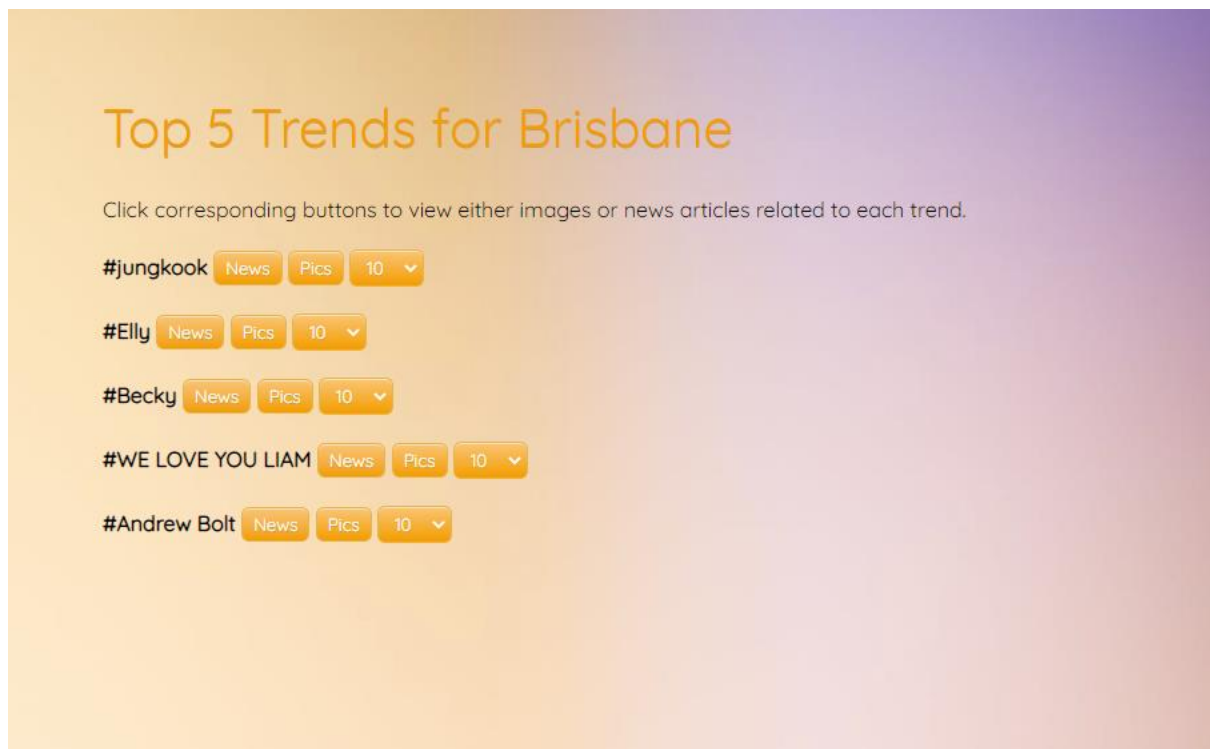 Top 5 Trends for Brisbane
Click corresponding buttons to view either images or news articles related to each trend.
#jungkook News Pics 10
#Elly News Pics 10
#Becky News Pics 10
#WE LOVE YOU LIAM News Pics 10
#Andrew Bolt News Pics 10